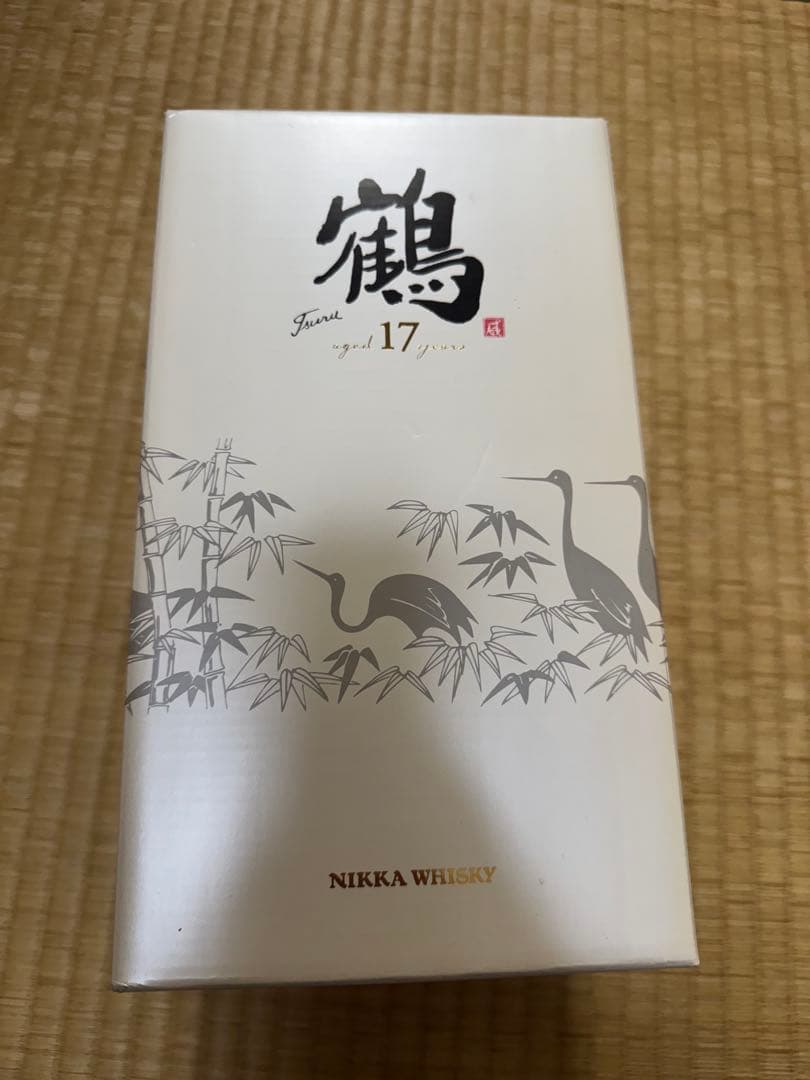 鶴
Tsuru
aged 17 years
NIKKA WHISKY